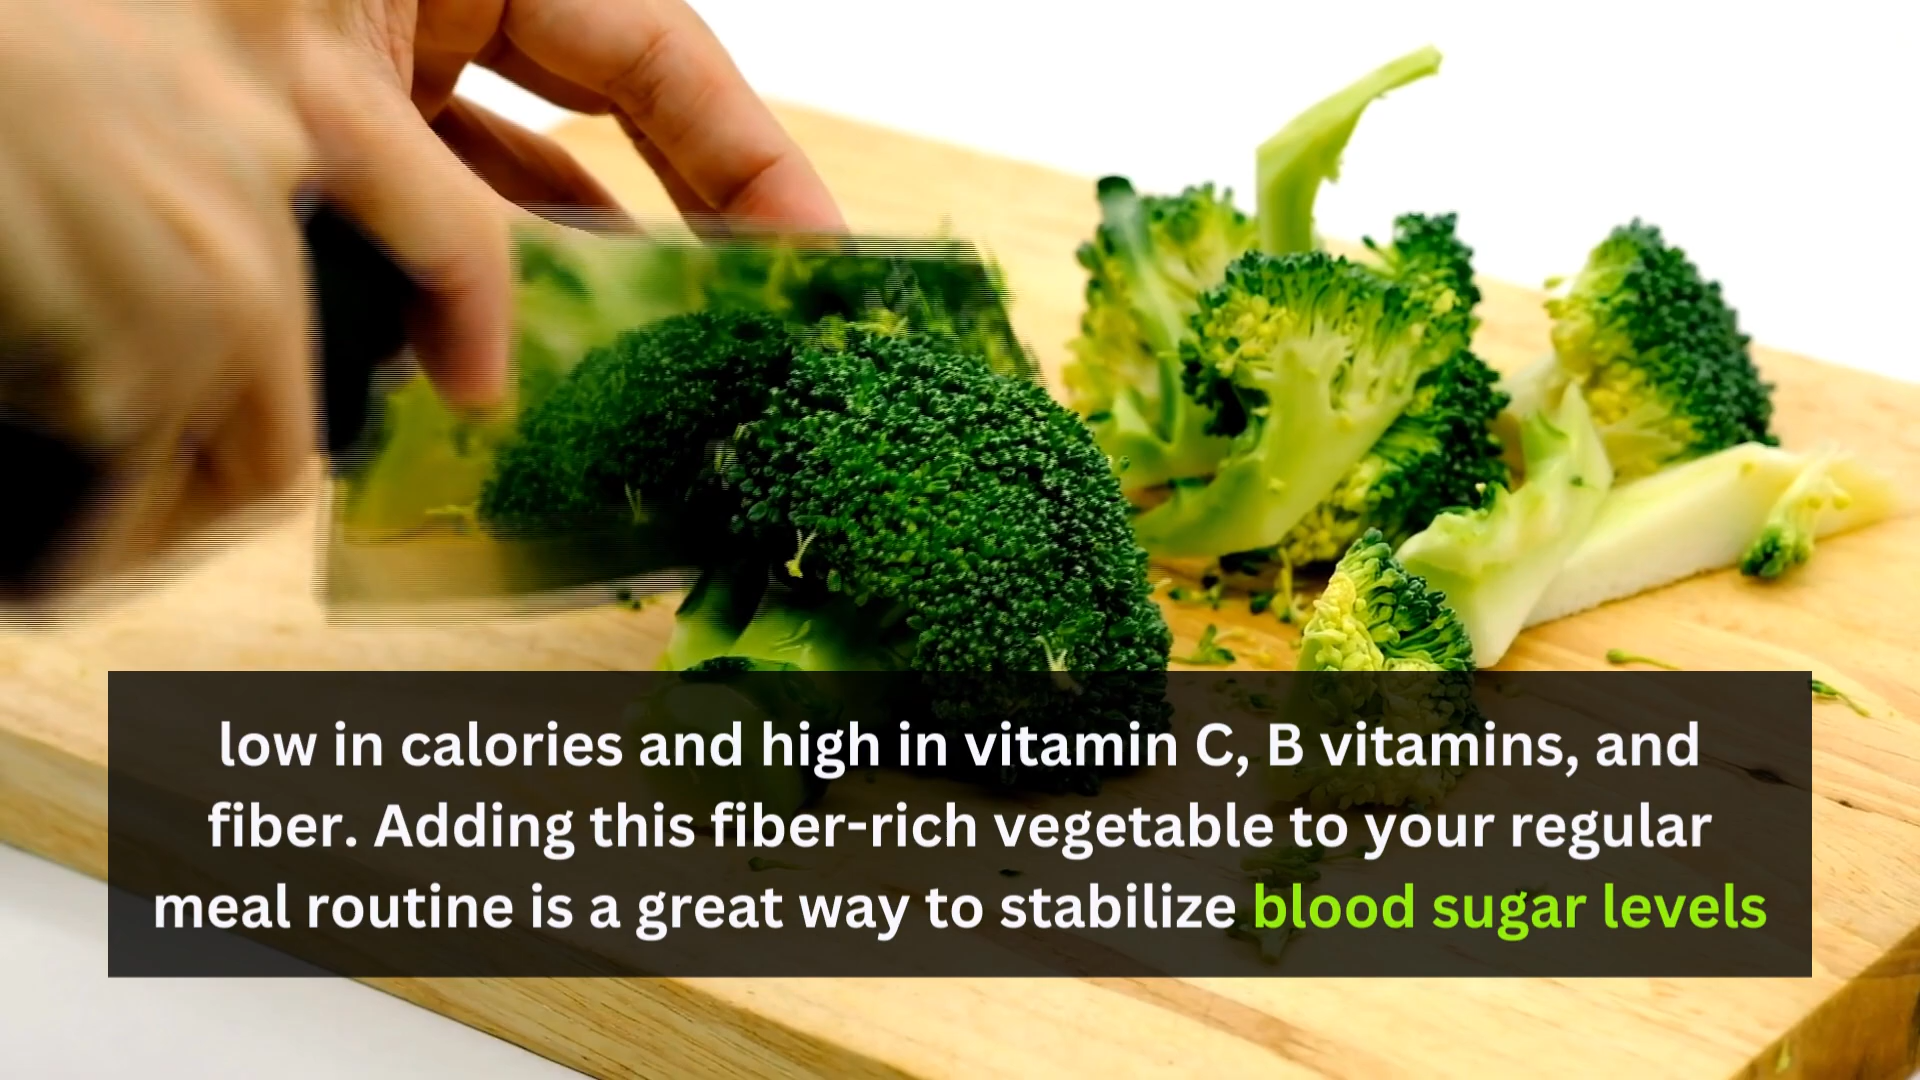 low in calories and high in vitamin C, B vitamins, and
fiber. Adding this fiber-rich vegetable to your regular
meal routine is a great way to stabilize blood sugar levels